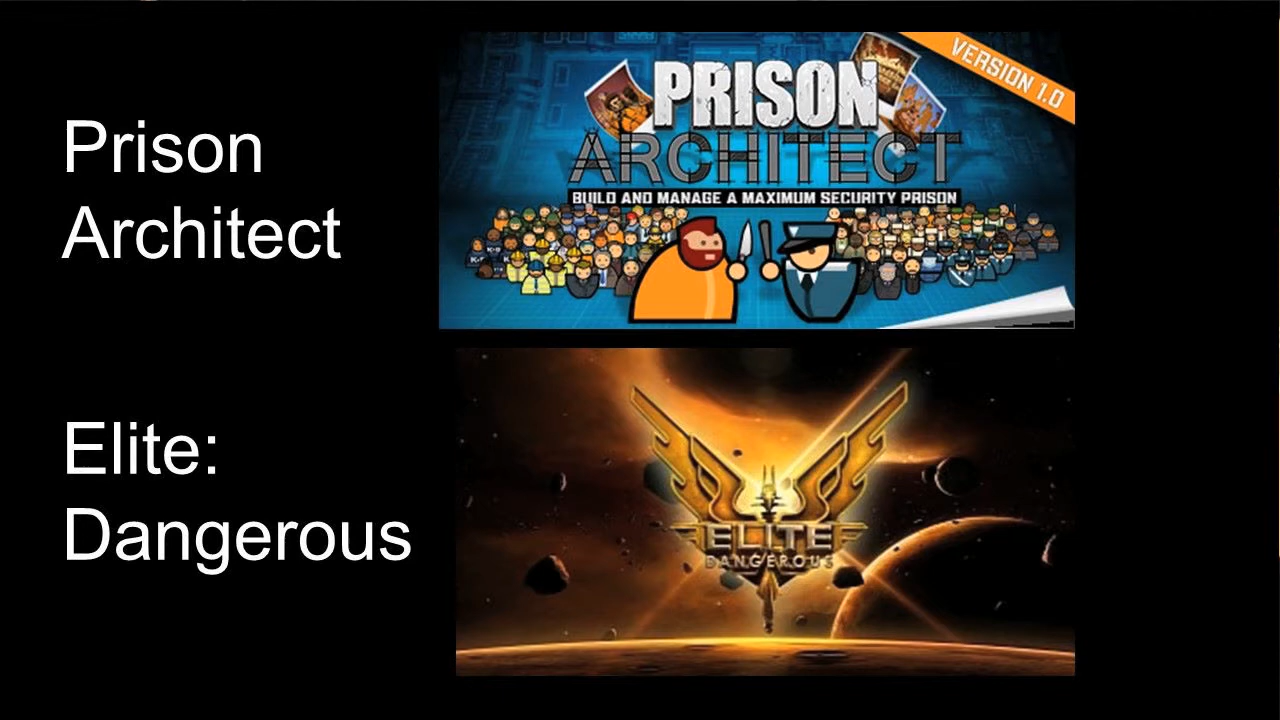 Prison
Architect
VERSION 1.0
PRISON
ARCHITECT
BUILD AND MANAGE A MAXIMUM SECURITY PRISON
Elite:
Dangerous
ELITE
DANGEROUS